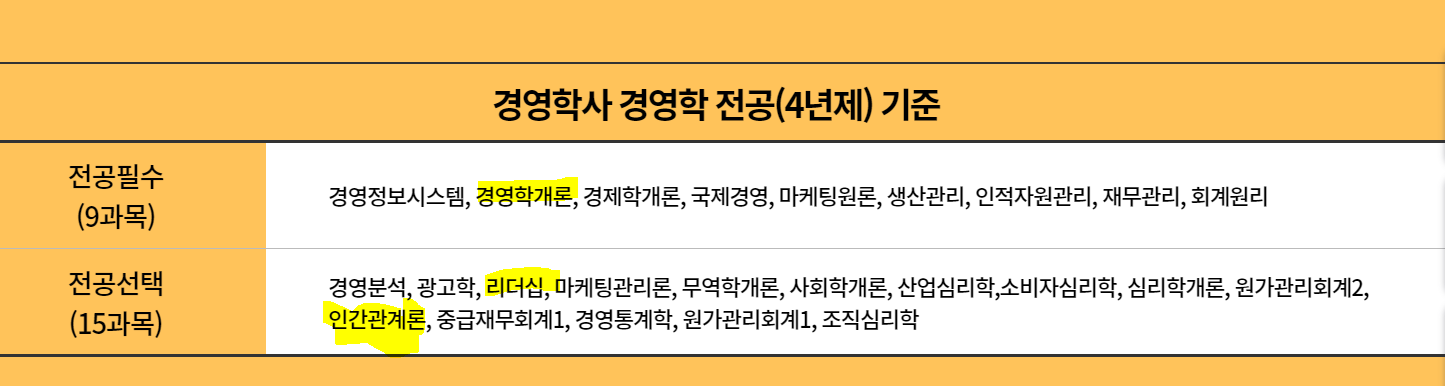 경영학사 경영학 전공(4년제) 기준
전공필수
(9과목)
경영정보시스템, 경영학개론, 경제학개론, 국제경영, 마케팅원론, 생산관리, 인적자원관리, 재무관리, 회계원리
전공선택
(15과목)
경영분석, 광고학, 리더십, 마케팅관리론, 무역학개론, 사회학개론, 산업심리학,소비자심리학, 심리학개론, 원가관리회계2,
인간관계론, 중급재무회계1, 경영통계학, 원가관리회계1, 조직심리학